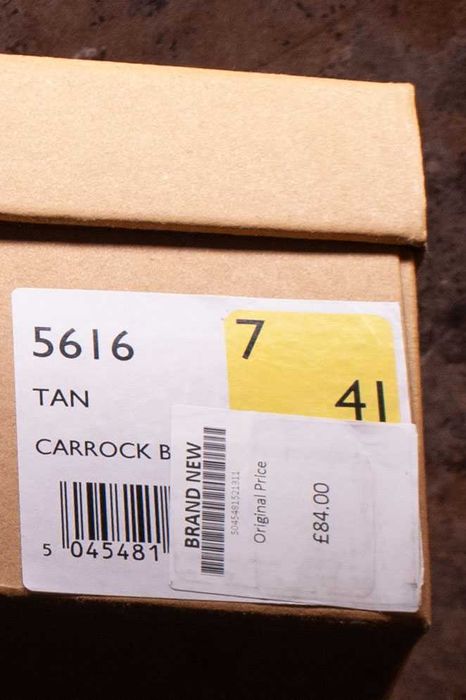 5616
7
41
TAN
CARROCK B
5 045481
BRAND NEW
5045481521311
Original Price
£84.00